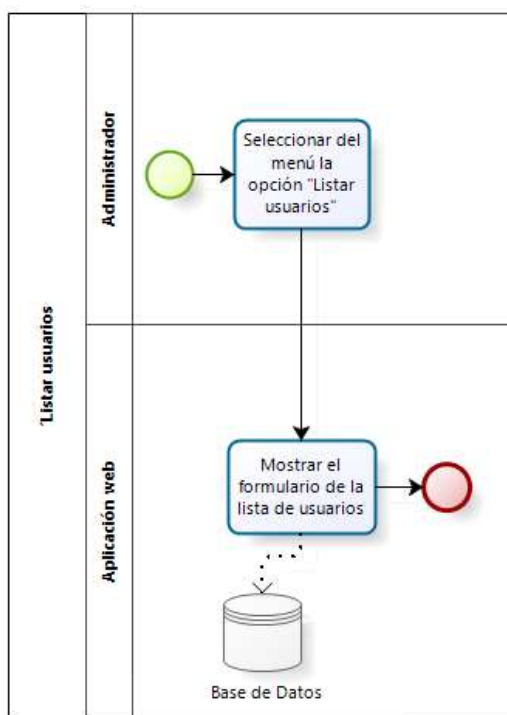 ´Listar usuarios
Administrador
Seleccionar del
menú la
opción "Listar
usuarios"
Aplicación web
Mostrar el
formulario de la
lista de usuarios
Base de Datos